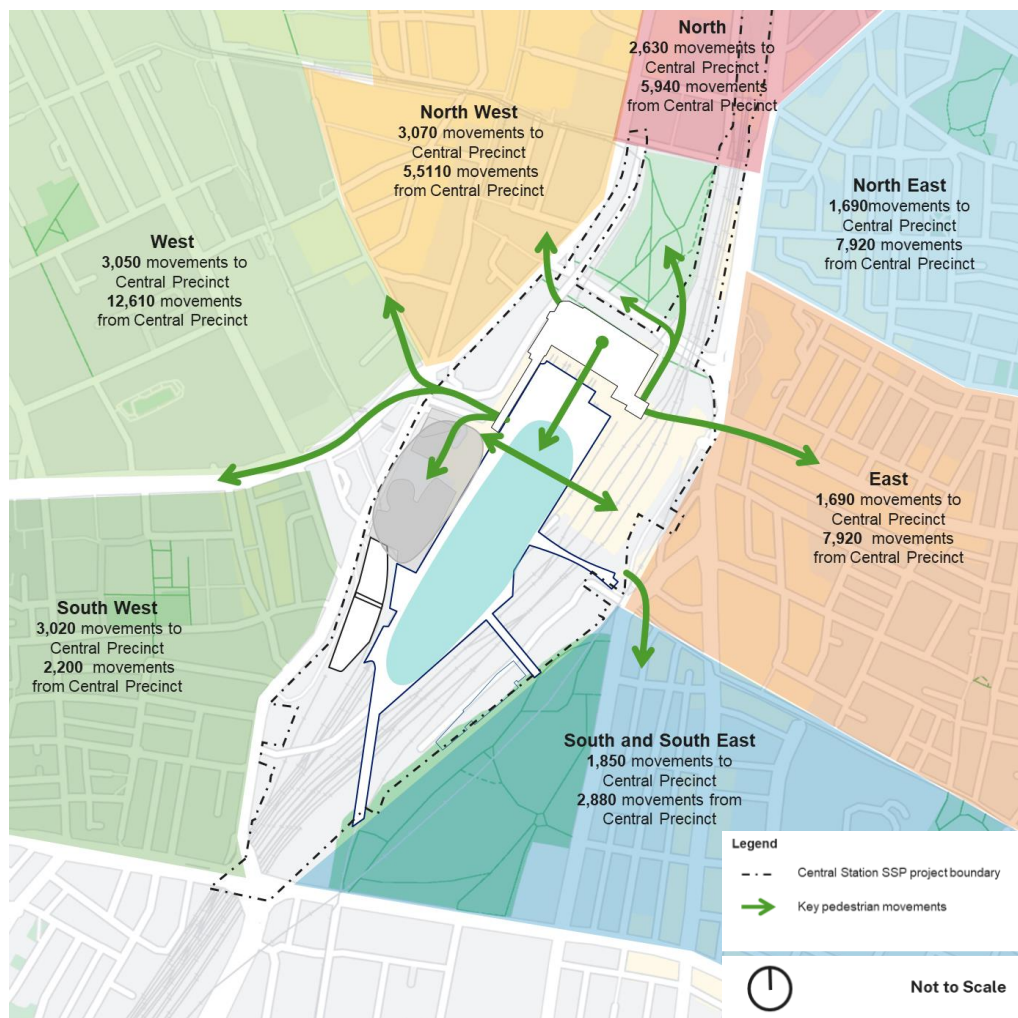 North
2,630 movements to
Central Precinct
5,940 movements
from Central Precinct
North West
3,070 movements to
Central Precinct
5,5110 movements
from Central Precinct
North East
1,690movements to
Central Precinct
7,920 movements
from Central Precinct
West
3,050 movements to
Central Precinct
12,610 movements
from Central Precinct
East
1,690 movements to
Central Precinct
7,920 movements
from Central Precinct
South West
3,020 movements to
Central Precinct
2,200 movements
from Central Precinct
South and South East
1,850 movements to
Central Precinct
2,880 movements from
Central Precinct
Legend
Central Station SSP project boundary
Key pedestrian movements
Not to Scale